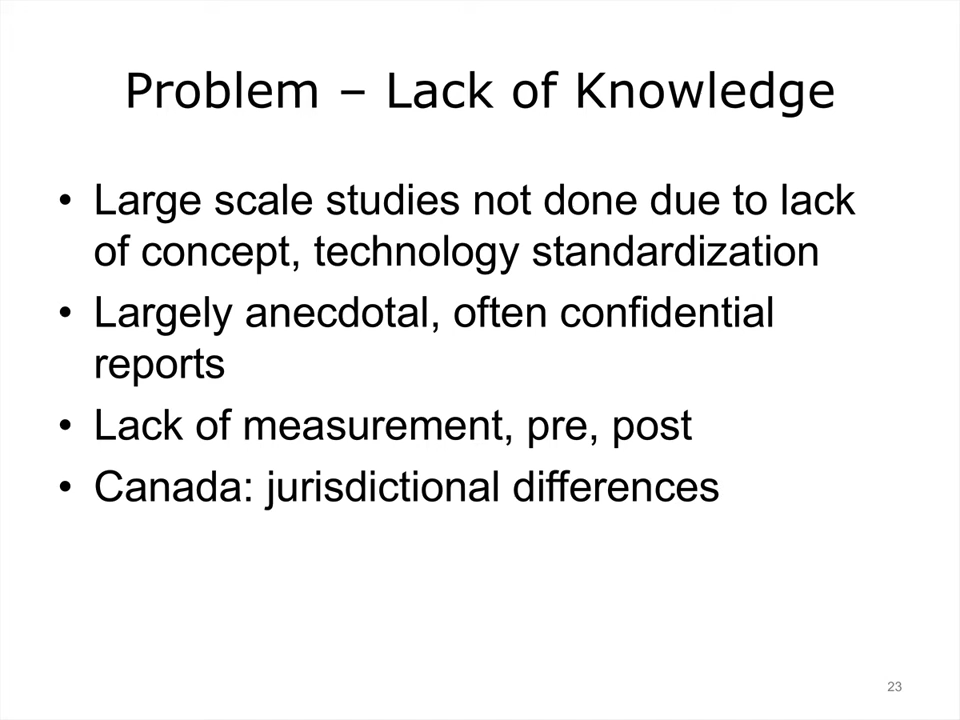 Problem – Lack of Knowledge
• Large scale studies not done due to lack
of concept, technology standardization
• Largely anecdotal, often confidential
reports
• Lack of measurement, pre, post
• Canada: jurisdictional differences
23